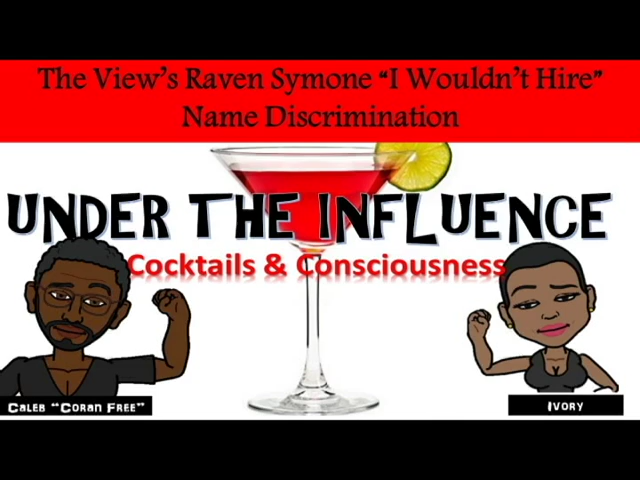 The View’s Raven Symone “I Wouldn’t Hire”
Name Discrimination
UNDER THE INFLUENCE
Cocktails & Consciousness
Caleb “Coran Free”
Ivory